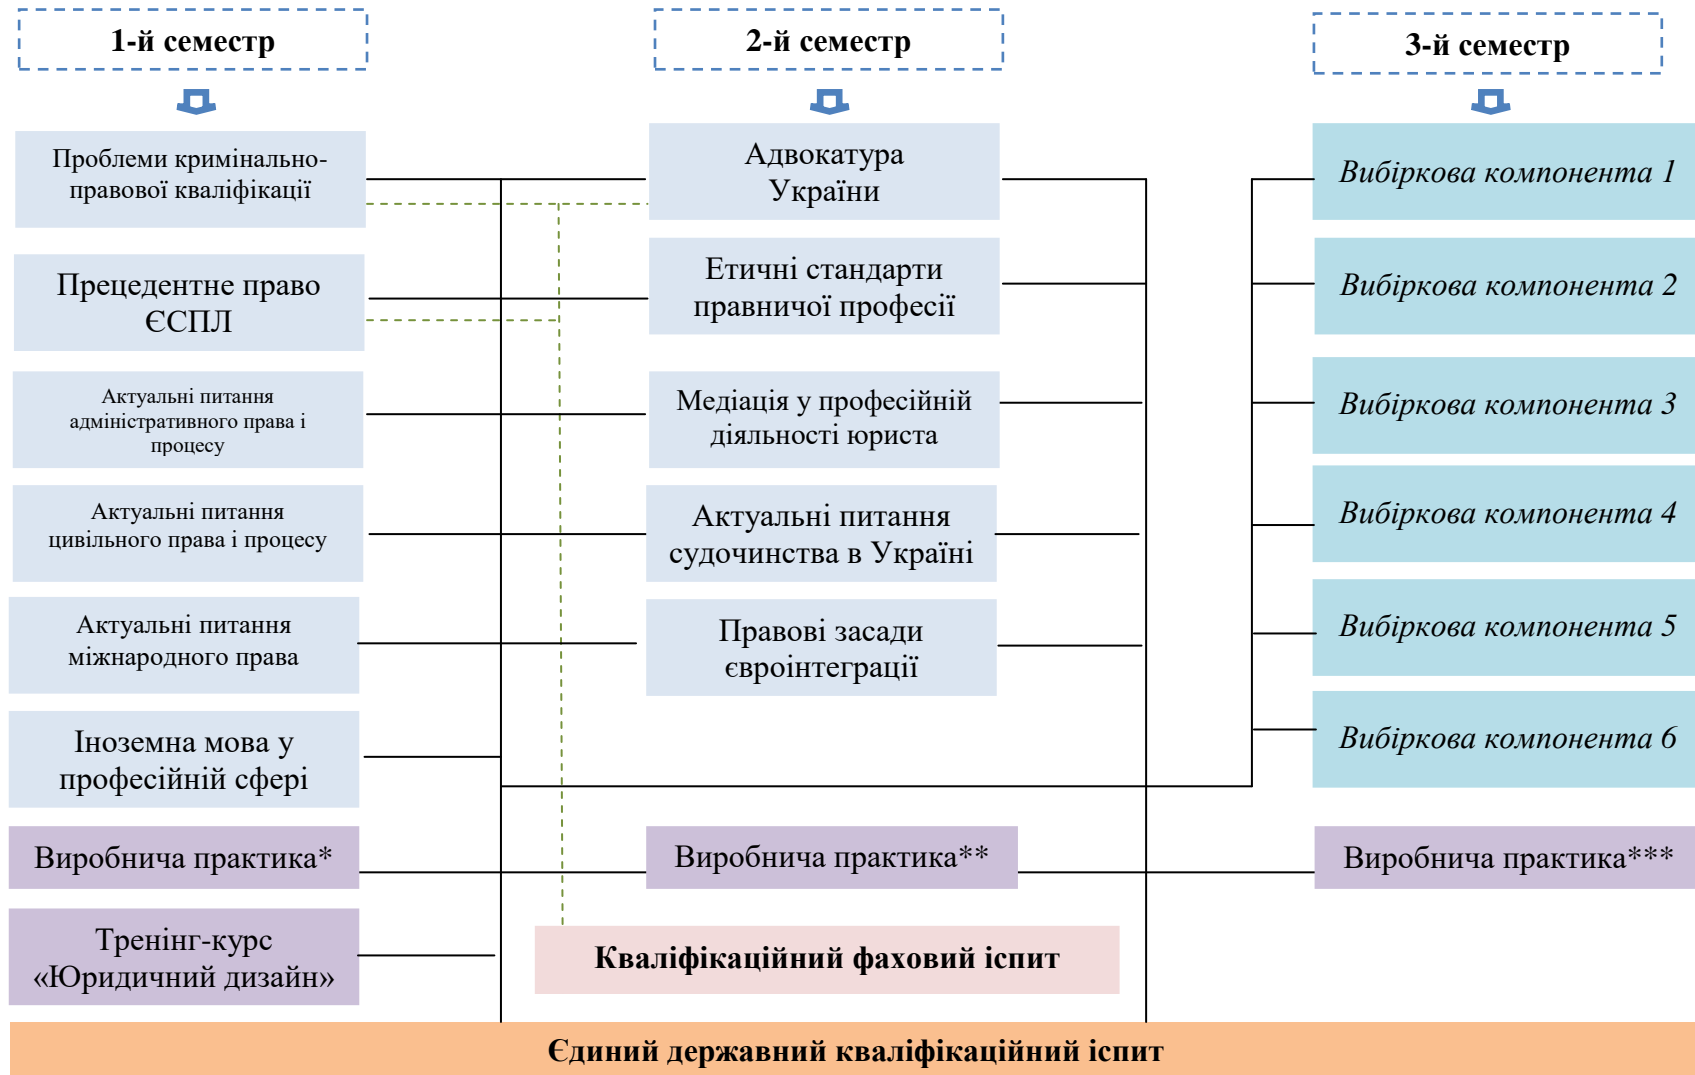 1-й семестр
2-й семестр
3-й семестр
Проблеми кримінально-
правової кваліфікації
Адвокатура
України
Вибіркова компонента 1
Прецедентне право
ЄСПЛ
Етичні стандарти
правничої професії
Вибіркова компонента 2
Актуальні питання
адміністративного права і
процесу
Медіація у професійній
діяльності юриста
Вибіркова компонента 3
Актуальні питання
цивільного права і процесу
Актуальні питання
судочинства в Україні
Вибіркова компонента 4
Актуальні питання
міжнародного права
Правові засади
євроінтеграції
Вибіркова компонента 5
Іноземна мова у
професійній сфері
Вибіркова компонента 6
Виробнича практика*
Виробнича практика**
Виробнича практика***
Тренінг-курс
«Юридичний дизайн»
Кваліфікаційний фаховий іспит
Єдиний державний кваліфікаційний іспит